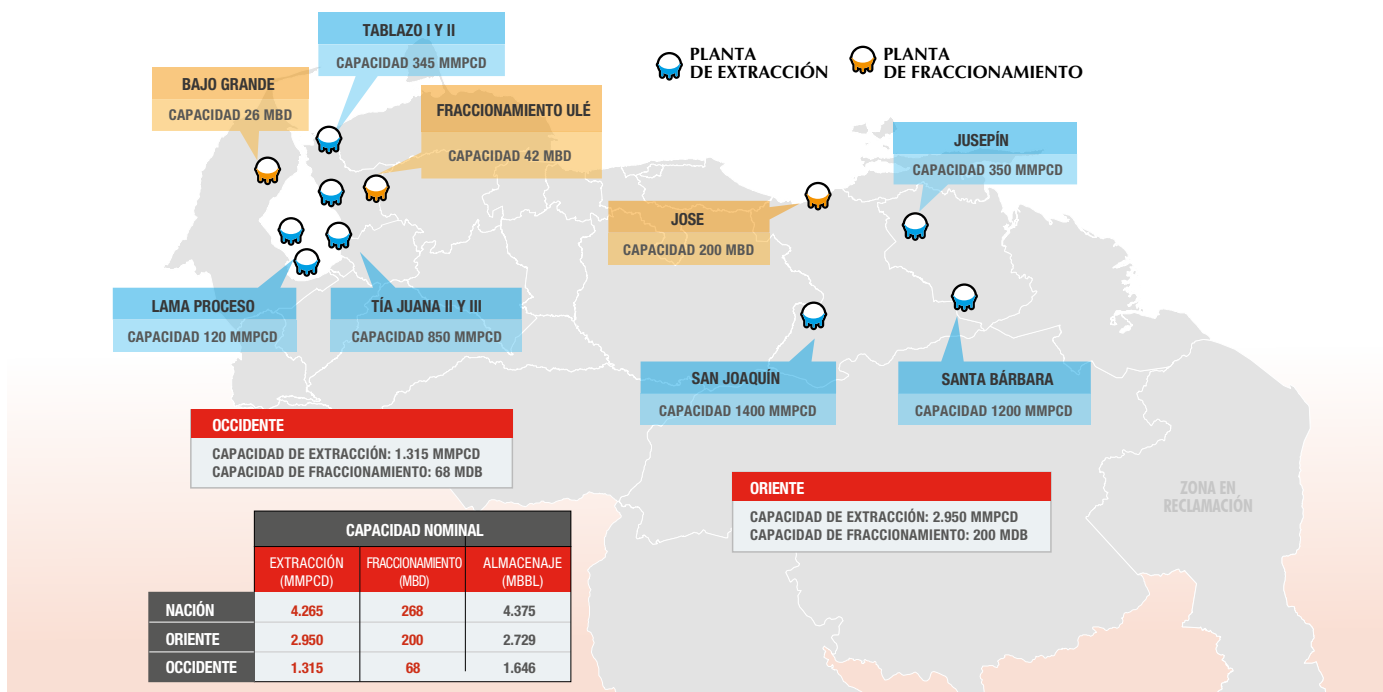 TABLAZO I Y II
CAPACIDAD 345 MMPCD
PLANTA
DE EXTRACCIÓN
PLANTA
DE FRACCIONAMIENTO
BAJO GRANDE
CAPACIDAD 26 MBD
FRACCIONAMIENTO ULÉ
CAPACIDAD 42 MBD
JUSEPÍN
CAPACIDAD 350 MMPCD
JOSE
CAPACIDAD 200 MBD
LAMA PROCESO
CAPACIDAD 120 MMPCD
TÍA JUANA II Y III
CAPACIDAD 850 MMPCD
SAN JOAQUÍN
CAPACIDAD 1400 MMPCD
SANTA BÁRBARA
CAPACIDAD 1200 MMPCD
OCCIDENTE
CAPACIDAD DE EXTRACCIÓN: 1.315 MMPCD
CAPACIDAD DE FRACCIONAMIENTO: 68 MDB
ORIENTE
CAPACIDAD DE EXTRACCIÓN: 2.950 MMPCD
CAPACIDAD DE FRACCIONAMIENTO: 200 MDB
ZONA EN
RECLAMACIÓN
CAPACIDAD NOMINAL
EXTRACCIÓN (MMPCD) FRACCIONAMIENTO (MBD) ALMACENAJE (MBBL)
NACIÓN 4.265 268 4.375
ORIENTE 2.950 200 2.729
OCCIDENTE 1.315 68 1.646